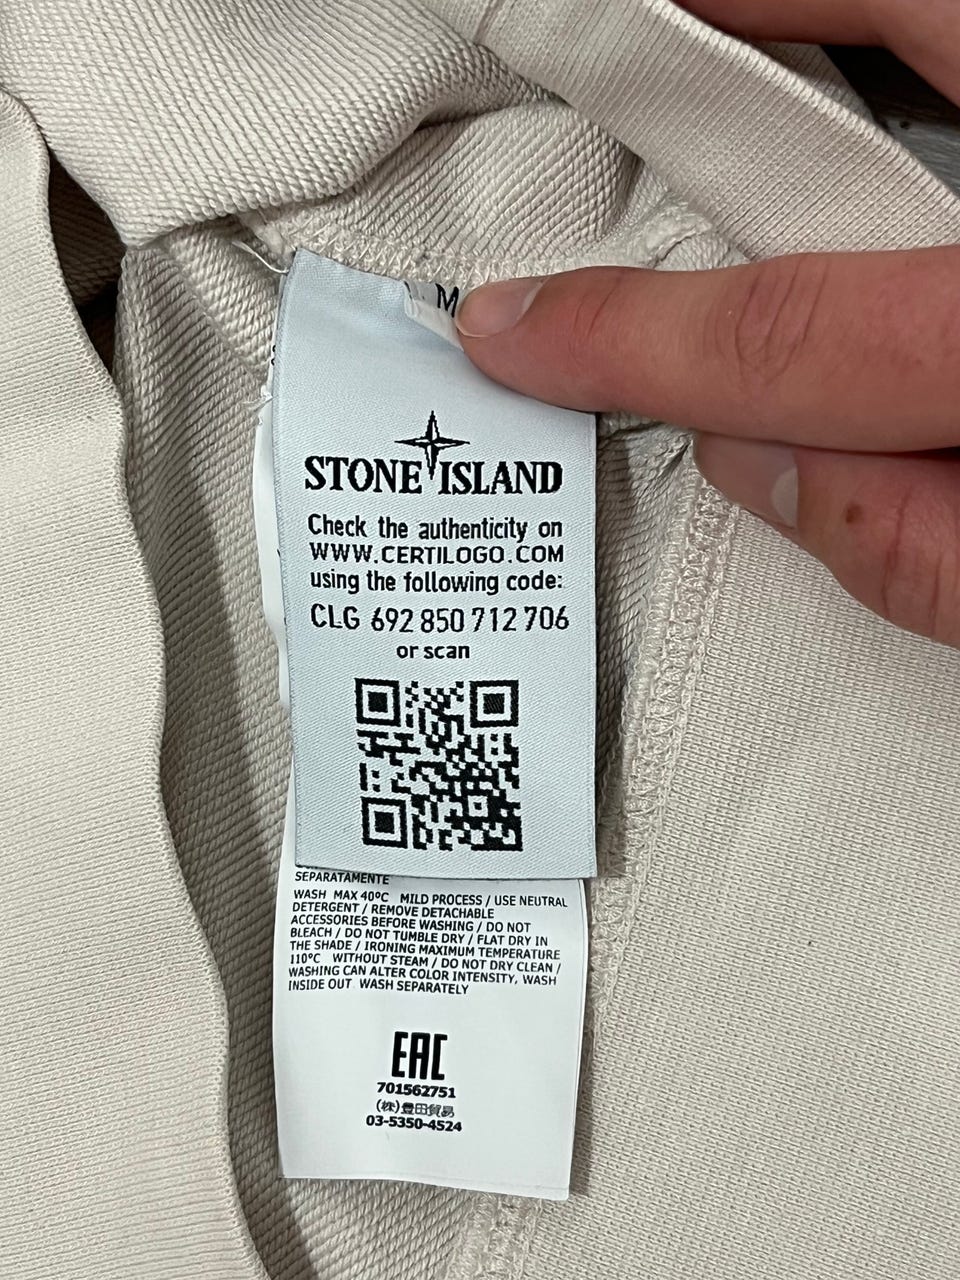 M
STONE ISLAND
Check the authenticity on
WWW.CERTILOGO.COM
using the following code:
CLG 692 850 712 706
or scan
SEPARATAMENTE
WASH MAX 40ºC MILD PROCESS / USE NEUTRAL
DETERGENT / REMOVE DETACHABLE
ACCESSORIES BEFORE WASHING / DO NOT
BLEACH / DO NOT TUMBLE DRY / FLAT DRY IN
THE SHADE / IRONING MAXIMUM TEMPERATURE
110ºC WITHOUT STEAM / DO NOT DRY CLEAN /
WASHING CAN ALTER COLOR INTENSITY, WASH
INSIDE OUT WASH SEPARATELY
EAC
701562751
(株)豊田貿易
03-5350-4524